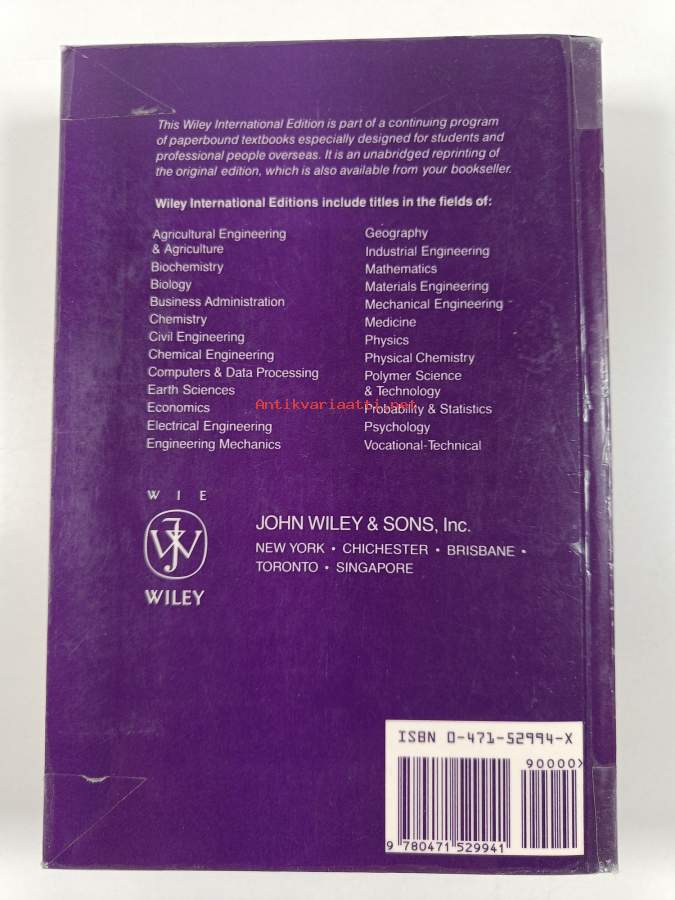 This Wiley International Edition is part of a continuing program
of paperbound textbooks especially designed for students and
professional people overseas. It is an unabridged reprinting of
the original edition, which is also available from your bookseller.
Wiley International Editions include titles in the fields of:
Agricultural Engineering
& Agriculture
Biochemistry
Biology
Business Administration
Chemistry
Civil Engineering
Chemical Engineering
Computers & Data Processing
Earth Sciences
Economics
Electrical Engineering
Engineering Mechanics
Geography
Industrial Engineering
Mathematics
Materials Engineering
Mechanical Engineering
Medicine
Physics
Physical Chemistry
Polymer Science
& Technology
Probability & Statistics
Psychology
Vocational-Technical
Antikvariaatti.net
W I E
JW
WILEY
JOHN WILEY & SONS, Inc.
NEW YORK • CHICHESTER • BRISBANE •
TORONTO • SINGAPORE
ISBN 0-471-52994-X
90000>
9 780471 529941